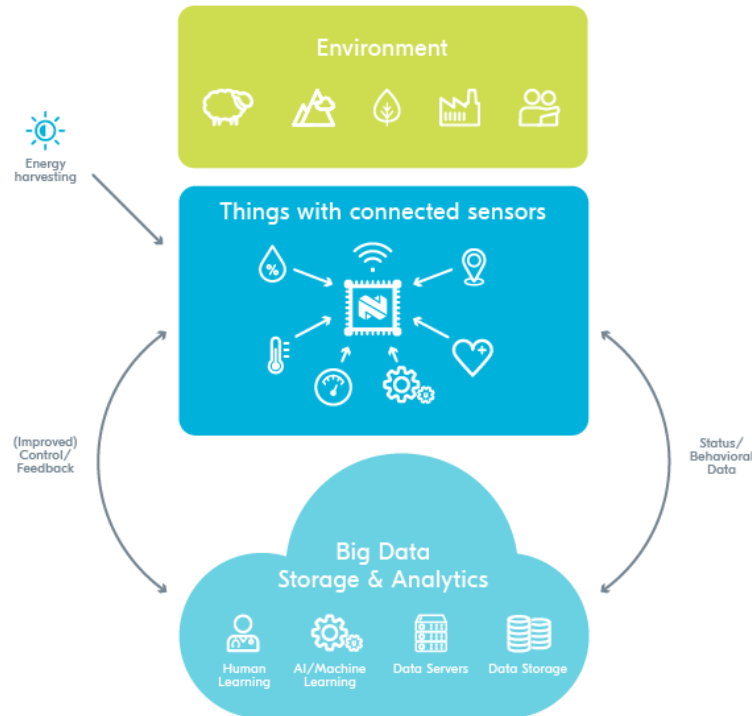 Environment
Energy
harvesting
Things with connected sensors
%
N
(Improved)
Control/
Feedback
Status/
Behavioral
Data
Big Data
Storage & Analytics
Human
Learning
AI/Machine
Learning
Data Servers
Data Storage